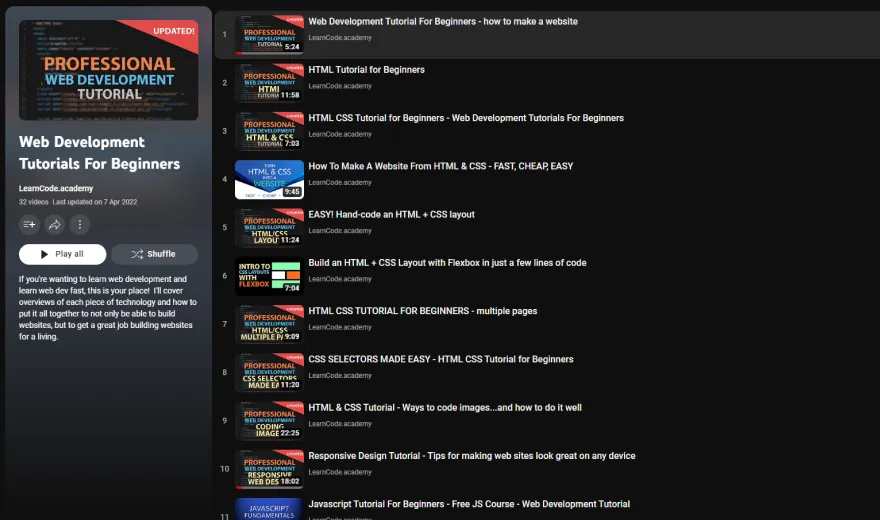 UPDATED!
PROFESSIONAL
WEB DEVELOPMENT
TUTORIAL
Web Development
Tutorials For Beginners
LearnCode.academy
32 videos Last updated on 7 Apr 2022
Play all
Shuffle
If you're wanting to learn web development and
learn web dev fast, this is your place! I'll cover
overviews of each piece of technology and how to
put it all together to not only be able to build
websites, but to get a great job building websites
for a living.
1
PROFESSIONAL
WEB DEVELOPMENT
TUTORIAL
5:24
Web Development Tutorial For Beginners - how to make a website
LearnCode.academy
2
PROFESSIONAL
WEB DEVELOPMENT
HTML
11:58
HTML Tutorial for Beginners
LearnCode.academy
3
PROFESSIONAL
WEB DEVELOPMENT
HTML & CSS
7:03
HTML CSS Tutorial for Beginners - Web Development Tutorials For Beginners
LearnCode.academy
4
TURN
HTML & CSS
INTO A
WEBSITE
FAST • CHEAP
9:45
How To Make A Website From HTML & CSS - FAST, CHEAP, EASY
LearnCode.academy
5
PROFESSIONAL
WEB DEVELOPMENT
HTML/CSS
LAYOU
11:24
EASY! Hand-code an HTML + CSS layout
LearnCode.academy
6
INTRO TO
CSS LAYOUTS
WITH
FLEXBOX
7:04
Build an HTML + CSS Layout with Flexbox in just a few lines of code
LearnCode.academy
7
PROFESSIONAL
WEB DEVELOPMENT
HTML/CSS
MULTIPLE PA
9:09
HTML CSS TUTORIAL FOR BEGINNERS - multiple pages
LearnCode.academy
8
PROFESSIONAL
WEB DEVELOPMENT
CSS SELECTORS
MADE EA
11:20
CSS SELECTORS MADE EASY - HTML CSS Tutorial for Beginners
LearnCode.academy
9
PROFESSIONAL
WEB DEVELOPMENT
CODING
IMAGE
22:25
HTML & CSS Tutorial - Ways to code images...and how to do it well
LearnCode.academy
10
PROFESSIONAL
WEB DEVELOPMENT
RESPONSIVE
WEB DES
18:02
Responsive Design Tutorial - Tips for making web sites look great on any device
LearnCode.academy
11
JAVASCRIPT
FUNDAMENTALS
Javascript Tutorial For Beginners - Free JS Course - Web Development Tutorial
LearnCode.academy